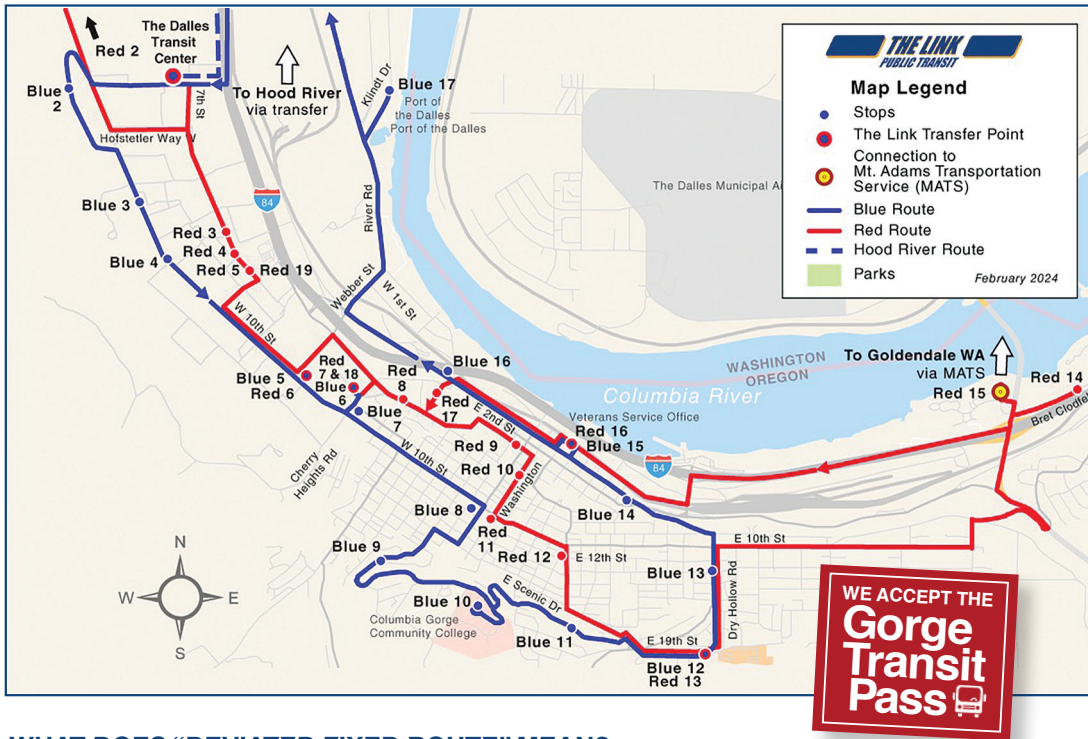 The Dalles
Transit
Center
Red 2
Blue
2
7th St
Hofstetler Way W
To Hood River
via transfer
Klindt Dr
Blue 17
Port of
the Dalles
Port of the Dalles
84
River Rd
Blue 3
Blue 4
Red 3
Red 4
Red 5
Red 19
W 10th St
Webber St
W 1st St
The Dalles Municipal Ai
THE LINK
PUBLIC TRANSIT
Map Legend
Stops
The Link Transfer Point
Connection to
Mt. Adams Transportation
Service (MATS)
Blue Route
Red Route
Hood River Route
Parks
February 2024
Blue 5
Red 6
Red
7 & 18
Blue
6
Blue
7
Red
8
Blue 16
Red
17
E 2nd St
Veterans Service Office
Red 16
Blue 15
WASHINGTON
OREGON
Columbia River
To Goldendale WA
via MATS
Red 15
Red 14
Bret Clodfel
84
Red 9
Red 10
Washington
W 10th St
Cherry
Heights Rd
Blue 8
Red
11
Blue 14
Blue 9
Red 12
E 12th St
E 10th St
Blue 13
Dry Hollow Rd
E Scenic Dr
Blue 10
Columbia Gorge
Community College
Blue 11
E 19th St
Blue 12
Red 13
N
W
E
S
WE ACCEPT THE
Gorge
Transit
Pass
WHAT DOES "DEVIATED FIXED ROUTE" MEAN?